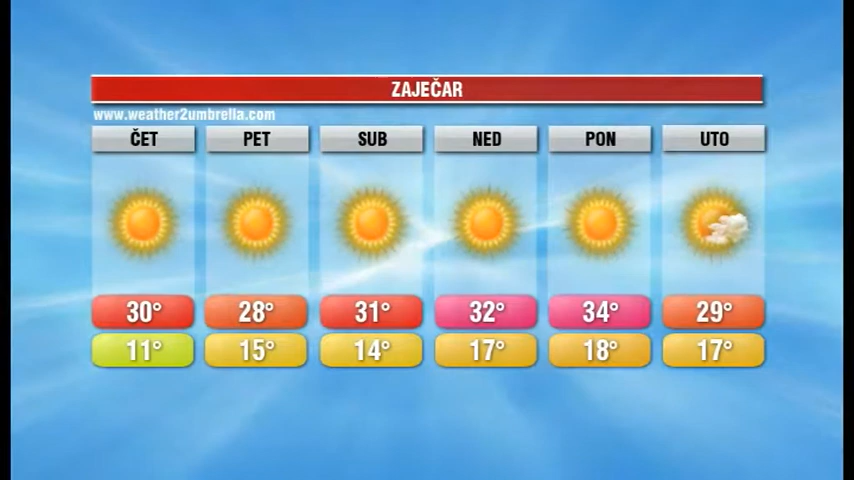 ZAJEČAR
www.weather2umbrella.com
ČET PET SUB NED PON UTO
30° 28° 31° 32° 34° 29°
11° 15° 14° 17° 18° 17°